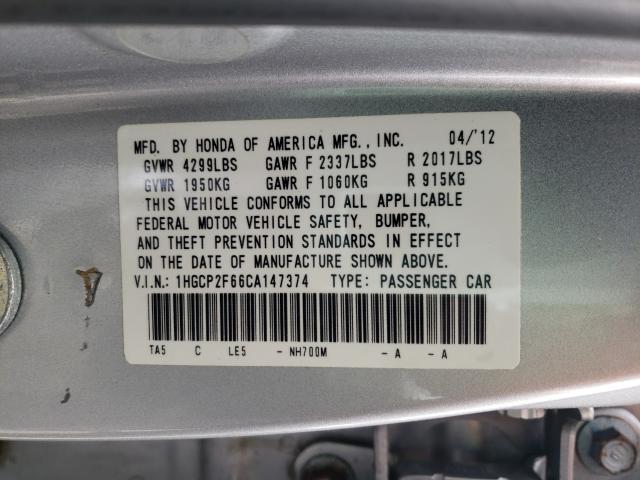 MFD. BY HONDA OF AMERICA MFG., INC. 04/'12
GVWR 4299LBS GAWR F 2337LBS R 2017LBS
GVWR 1950KG GAWR F 1060KG R 915KG
THIS VEHICLE CONFORMS TO ALL APPLICABLE
FEDERAL MOTOR VEHICLE SAFETY, BUMPER,
AND THEFT PREVENTION STANDARDS IN EFFECT
ON THE DATE OF MANUFACTURE SHOWN ABOVE.
V.I.N.: 1HGCP2F66CA147374 TYPE: PASSENGER CAR
TA5 C LE5 - NH700M - A - A